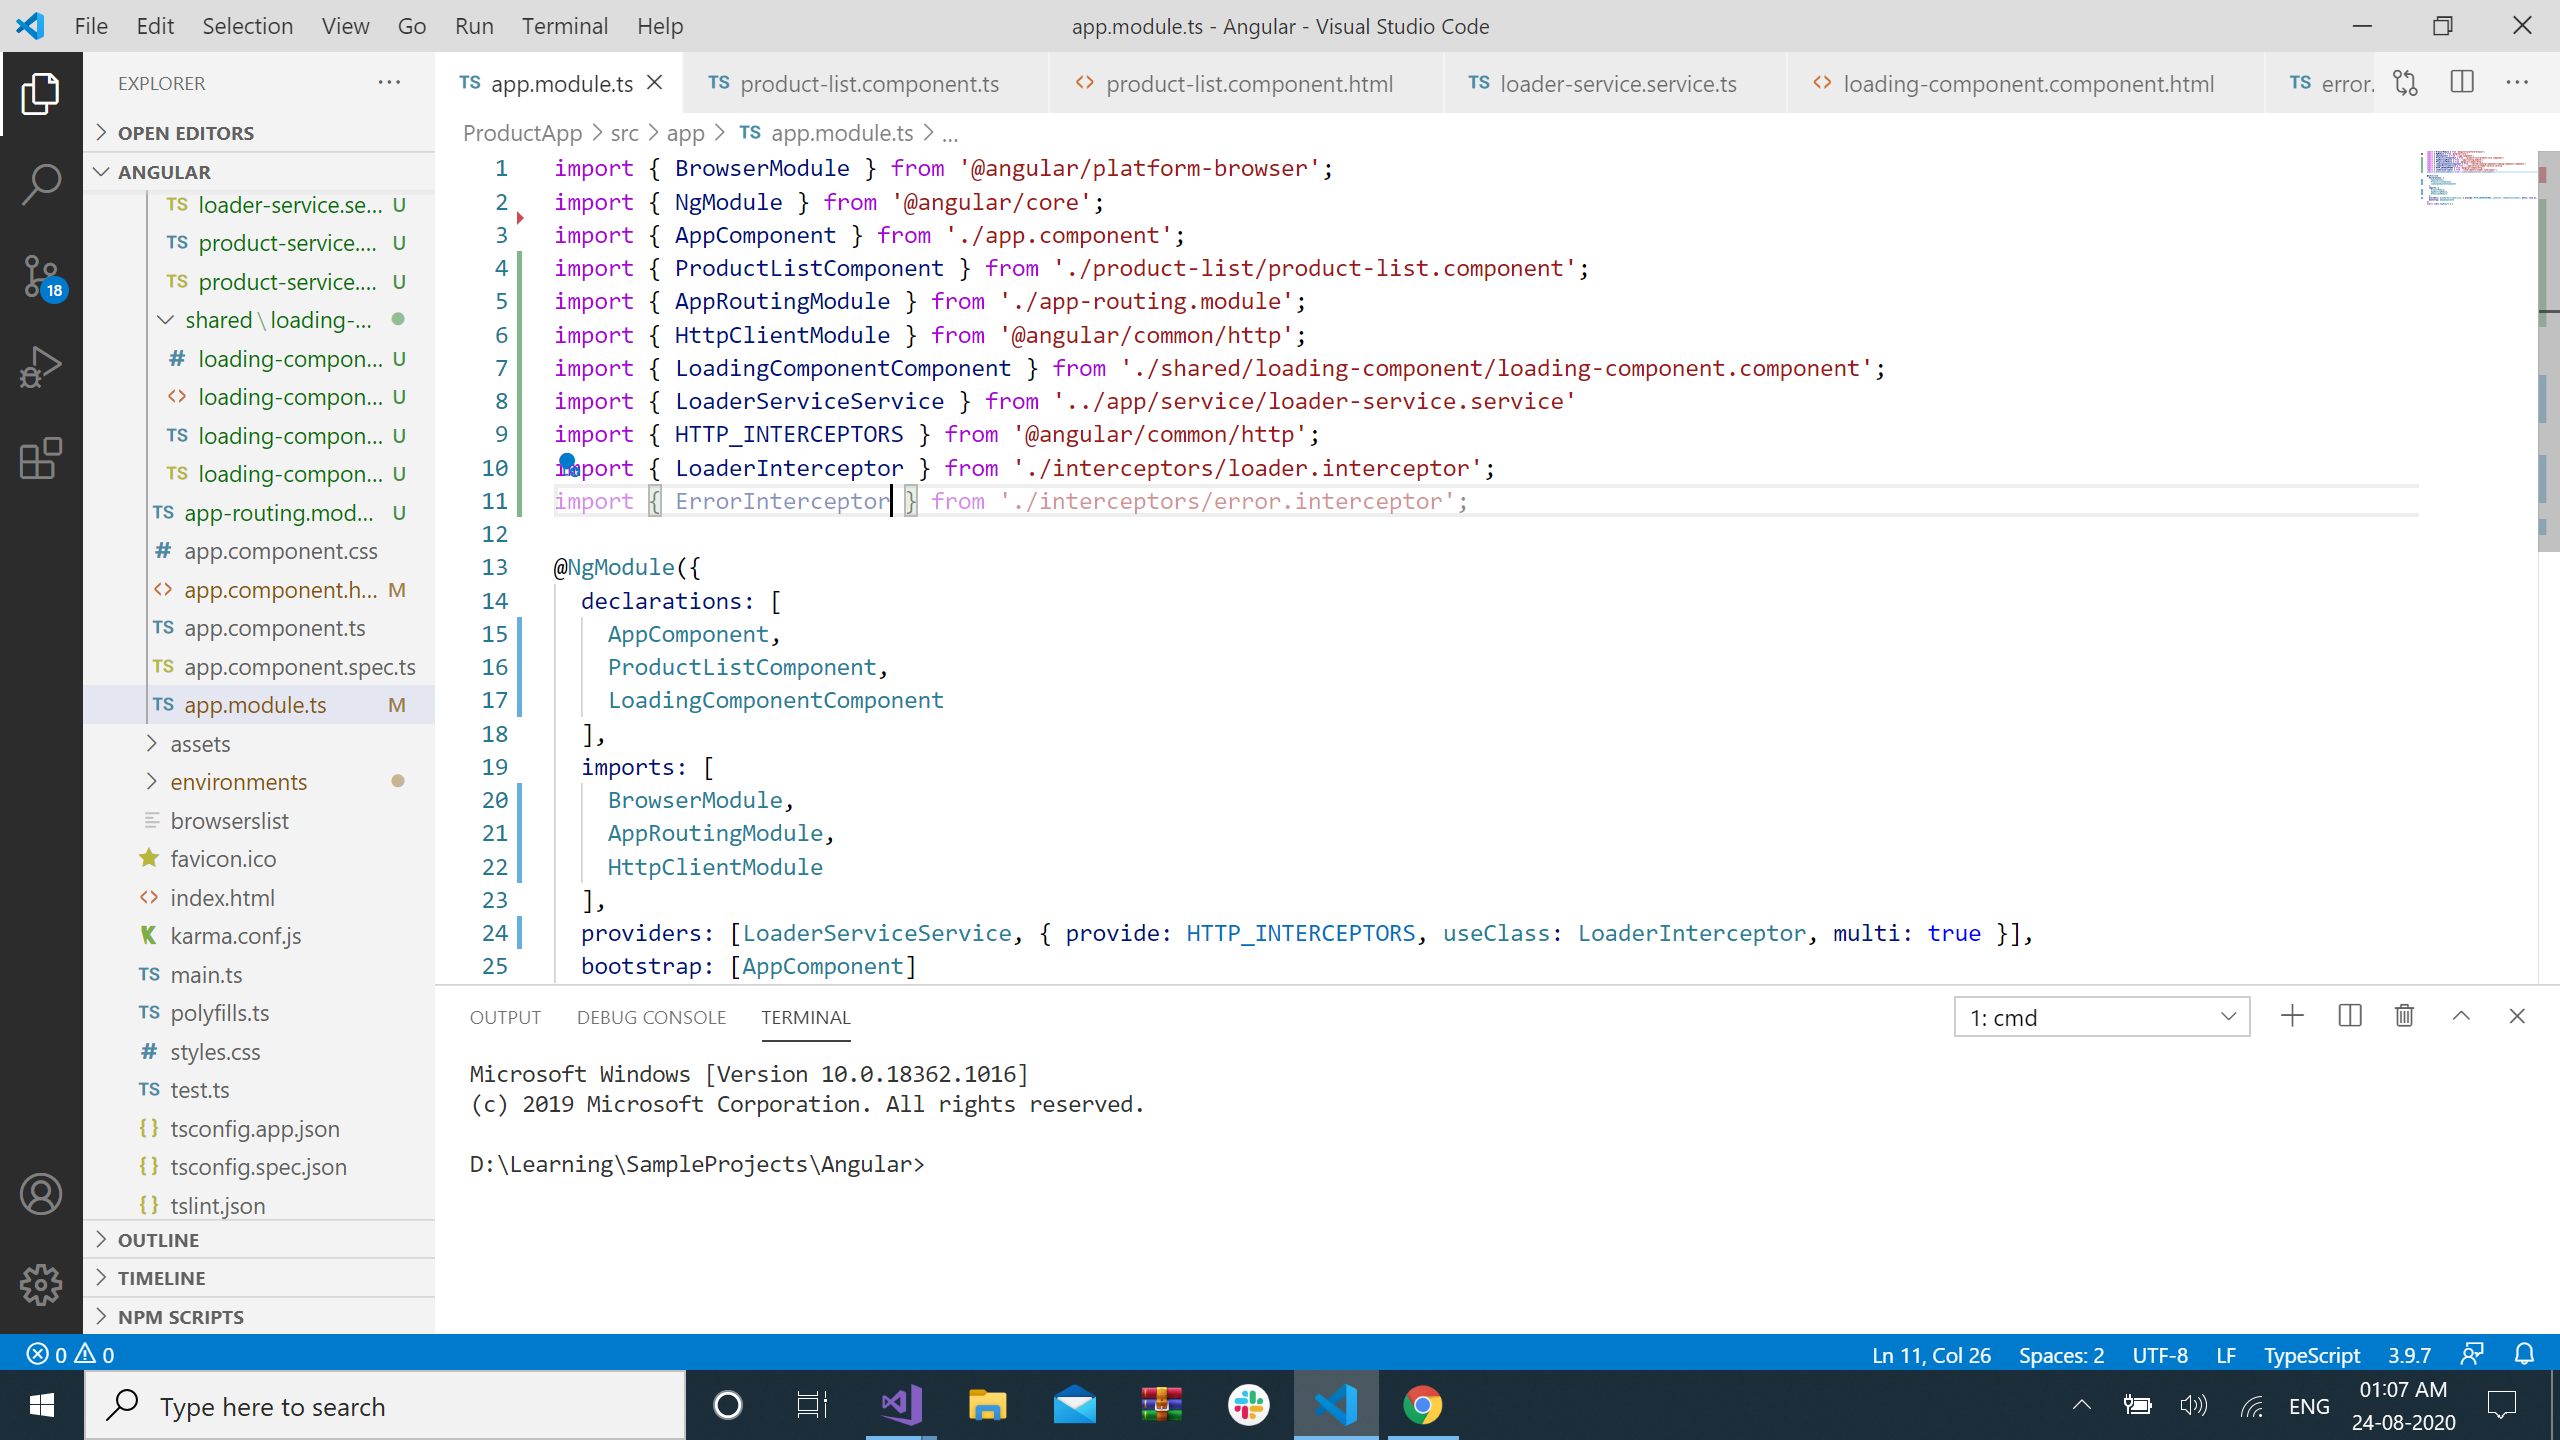 File Edit Selection View Go Run Terminal Help
app.module.ts - Angular - Visual Studio Code
EXPLORER
OPEN EDITORS
ANGULAR
TS loader-service.se... U
TS product-service.... U
TS product-service.... U
shared\loading-...
# loading-compon... U
<> loading-compon... U
TS loading-compon... U
TS loading-compon... U
TS app-routing.mod... U
# app.component.css
<> app.component.h... M
TS app.component.ts
TS app.component.spec.ts
TS app.module.ts M
assets
environments
browserslist
favicon.ico
<> index.html
K karma.conf.js
TS main.ts
TS polyfills.ts
# styles.css
TS test.ts
{} tsconfig.app.json
{} tsconfig.spec.json
{} tslint.json
OUTLINE
TIMELINE
NPM SCRIPTS
18
TS app.module.ts
TS product-list.component.ts
<> product-list.component.html
TS loader-service.service.ts
<> loading-component.component.html
TS error.
ProductApp > src > app > TS app.module.ts > ...
1 import { BrowserModule } from '@angular/platform-browser';
2 import { NgModule } from '@angular/core';
3 import { AppComponent } from './app.component';
4 import { ProductListComponent } from './product-list/product-list.component';
5 import { AppRoutingModule } from './app-routing.module';
6 import { HttpClientModule } from '@angular/common/http';
7 import { LoadingComponentComponent } from './shared/loading-component/loading-component.component';
8 import { LoaderServiceService } from '../app/service/loader-service.service'
9 import { HTTP_INTERCEPTORS } from '@angular/common/http';
10 import { LoaderInterceptor } from './interceptors/loader.interceptor';
11 import { ErrorInterceptor } from './interceptors/error.interceptor';
12
13 @NgModule({
14 declarations: [
15 AppComponent,
16 ProductListComponent,
17 LoadingComponentComponent
18 ],
19 imports: [
20 BrowserModule,
21 AppRoutingModule,
22 HttpClientModule
23 ],
24 providers: [LoaderServiceService, { provide: HTTP_INTERCEPTORS, useClass: LoaderInterceptor, multi: true }],
25 bootstrap: [AppComponent]
OUTPUT DEBUG CONSOLE TERMINAL
1: cmd
Microsoft Windows [Version 10.0.18362.1016]
(c) 2019 Microsoft Corporation. All rights reserved.
D:\Learning\SampleProjects\Angular>
0 0
Ln 11, Col 26 Spaces: 2 UTF-8 LF TypeScript 3.9.7
Type here to search
ENG
01:07 AM
24-08-2020